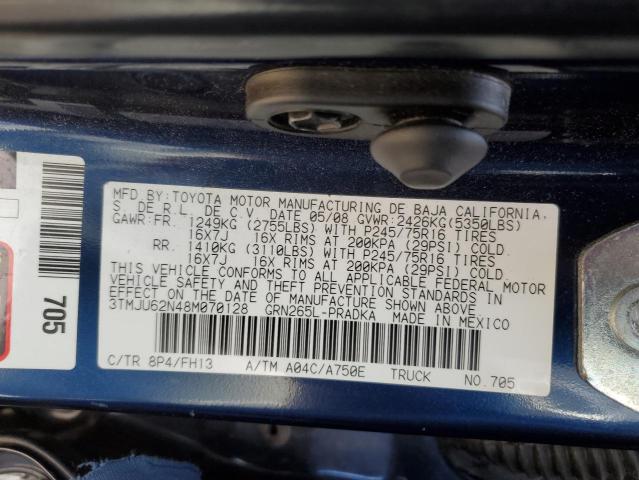 MFD.BY:TOYOTA MOTOR MANUFACTURING DE BAJA CALIFORNIA,
S. DE R.L. DE C.V. DATE 05/08 GVWR:2426KG(5350LBS)
GAWR:FR. 1249KG (2755LBS) WITH P245/75R16 TIRES
16X7J 16X RIMS AT 200KPA (29PSI) COLD.
RR. 1410KG (3110LBS) WITH P245/75R16 TIRES
16X7J 16X RIMS AT 200KPA (29PSI) COLD.
THIS VEHICLE CONFORMS TO ALL APPLICABLE FEDERAL MOTOR
VEHICLE SAFETY AND THEFT PREVENTION STANDARDS IN
EFFECT ON THE DATE OF MANUFACTURE SHOWN ABOVE.
3TMJU62N48M070128 GRN265L-PRADKA MADE IN MEXICO
C/TR 8P4/FH13 A/TM A04C/A750E TRUCK NO.705
705